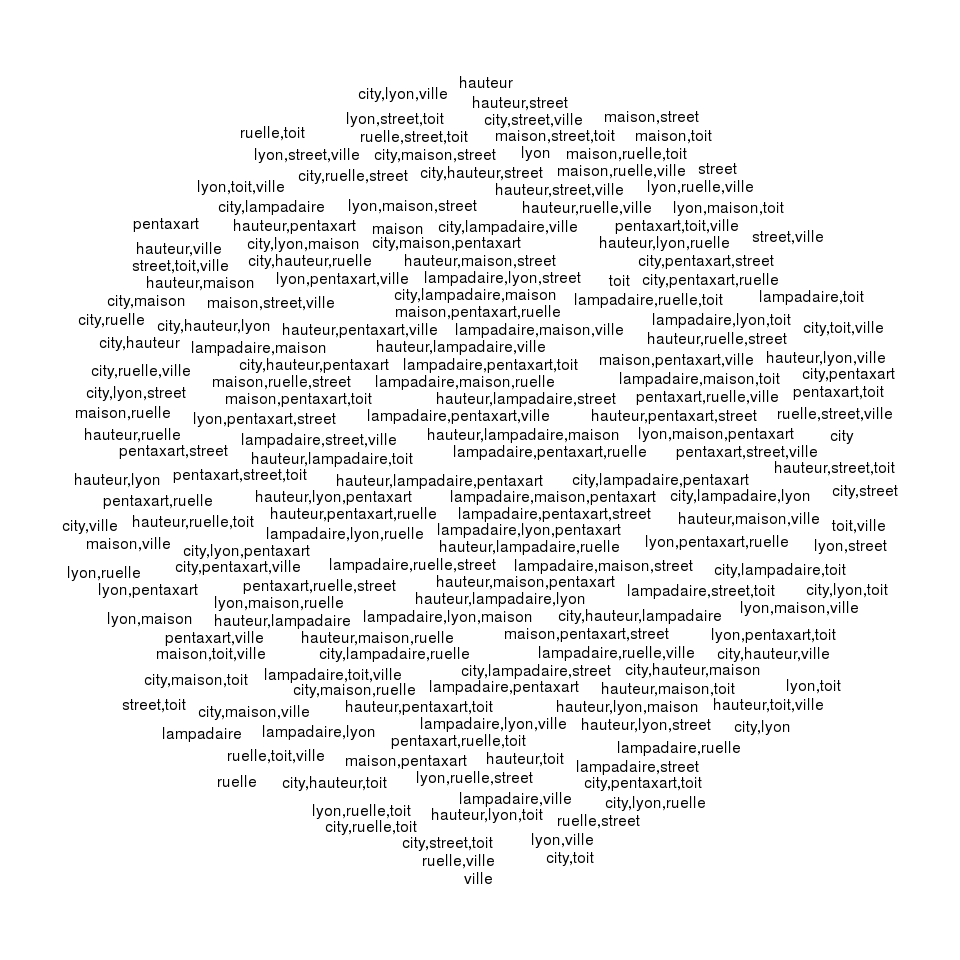 hauteur
city,lyon,ville
hauteur,street
lyon,street,toit city,street,ville maison,street
ruelle,toit ruelle,street,toit maison,street,toit maison,toit
lyon,street,ville city,maison,street lyon maison,ruelle,toit
city,ruelle,street city,hauteur,street maison,ruelle,ville street
lyon,toit,ville hauteur,street,ville lyon,ruelle,ville
city,lampadaire lyon,maison,street hauteur,ruelle,ville lyon,maison,toit
pentaxart hauteur,pentaxart maison city,lampadaire,ville pentaxart,toit,ville
hauteur,ville city,lyon,maison city,maison,pentaxart hauteur,lyon,ruelle street,ville
street,toit,ville city,hauteur,ruelle hauteur,maison,street city,pentaxart,street
hauteur,maison lyon,pentaxart,ville lampadaire,lyon,street toit city,pentaxart,ruelle
city,maison maison,street,ville city,lampadaire,maison lampadaire,ruelle,toit lampadaire,toit
maison,pentaxart,ruelle
city,ruelle city,hauteur,lyon hauteur,pentaxart,ville lampadaire,maison,ville lampadaire,lyon,toit city,toit,ville
city,hauteur lampadaire,maison hauteur,lampadaire,ville hauteur,ruelle,street
city,ruelle,ville city,hauteur,pentaxart lampadaire,pentaxart,toit maison,pentaxart,ville hauteur,lyon,ville
maison,ruelle,street lampadaire,maison,ruelle lampadaire,maison,toit city,pentaxart
city,lyon,street maison,pentaxart,toit hauteur,lampadaire,street pentaxart,ruelle,ville pentaxart,toit
maison,ruelle lyon,pentaxart,street lampadaire,pentaxart,ville hauteur,pentaxart,street ruelle,street,ville
hauteur,ruelle lampadaire,street,ville hauteur,lampadaire,maison lyon,maison,pentaxart city
pentaxart,street hauteur,lampadaire,toit lampadaire,pentaxart,ruelle pentaxart,street,ville
hauteur,lyon pentaxart,street,toit hauteur,lampadaire,pentaxart city,lampadaire,pentaxart hauteur,street,toit
pentaxart,ruelle hauteur,lyon,pentaxart lampadaire,maison,pentaxart city,lampadaire,lyon city,street
city,ville hauteur,ruelle,toit hauteur,pentaxart,ruelle lampadaire,pentaxart,street hauteur,maison,ville toit,ville
maison,ville city,lyon,pentaxart lampadaire,lyon,ruelle lampadaire,lyon,pentaxart hauteur,lampadaire,ruelle lyon,pentaxart,ruelle lyon,street
lyon,ruelle city,pentaxart,ville lampadaire,ruelle,street lampadaire,maison,street city,lampadaire,toit
lyon,pentaxart pentaxart,ruelle,street hauteur,maison,pentaxart lampadaire,street,toit city,lyon,toit
lyon,maison,ruelle hauteur,lampadaire,lyon lyon,maison,ville
lyon,maison hauteur,lampadaire lampadaire,lyon,maison city,hauteur,lampadaire
pentaxart,ville hauteur,maison,ruelle maison,pentaxart,street lyon,pentaxart,toit
maison,toit,ville city,lampadaire,ruelle lampadaire,ruelle,ville city,hauteur,ville
city,maison,toit lampadaire,toit,ville city,lampadaire,street city,hauteur,maison
city,maison,ruelle lampadaire,pentaxart hauteur,maison,toit lyon,toit
street,toit city,maison,ville hauteur,pentaxart,toit hauteur,lyon,maison hauteur,toit,ville
lampadaire lampadaire,lyon lampadaire,lyon,ville hauteur,lyon,street city,lyon
pentaxart,ruelle,toit lampadaire,ruelle
ruelle,toit,ville maison,pentaxart hauteur,toit lampadaire,street
ruelle city,hauteur,toit lyon,ruelle,street city,pentaxart,toit
lampadaire,ville city,lyon,ruelle
lyon,ruelle,toit hauteur,lyon,toit ruelle,street
city,ruelle,toit
city,street,toit lyon,ville
ruelle,ville city,toit
ville